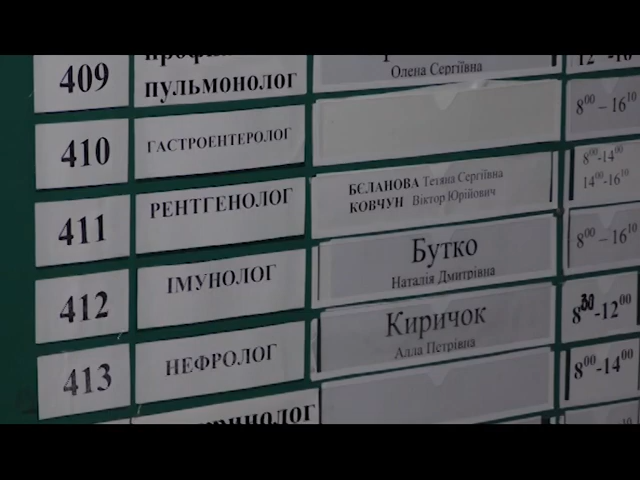 409
пульмонолог
Олена Сергіївна
410
ГАСТРОЕНТЕРОЛОГ
8⁰⁰ – 16¹⁰
411
РЕНТГЕНОЛОГ
БЄЛАНОВА Тетяна Сергіївна
КОВЧУН Віктор Юрійович
8⁰⁰-14⁰⁰
14⁰⁰-16¹⁰
412
ІМУНОЛОГ
Бутко
Наталія Дмитрівна
8⁰⁰ – 16¹⁰
413
НЕФРОЛОГ
Киричок
Алла Петрівна
8³⁰-12⁰⁰
8⁰⁰-14⁰⁰